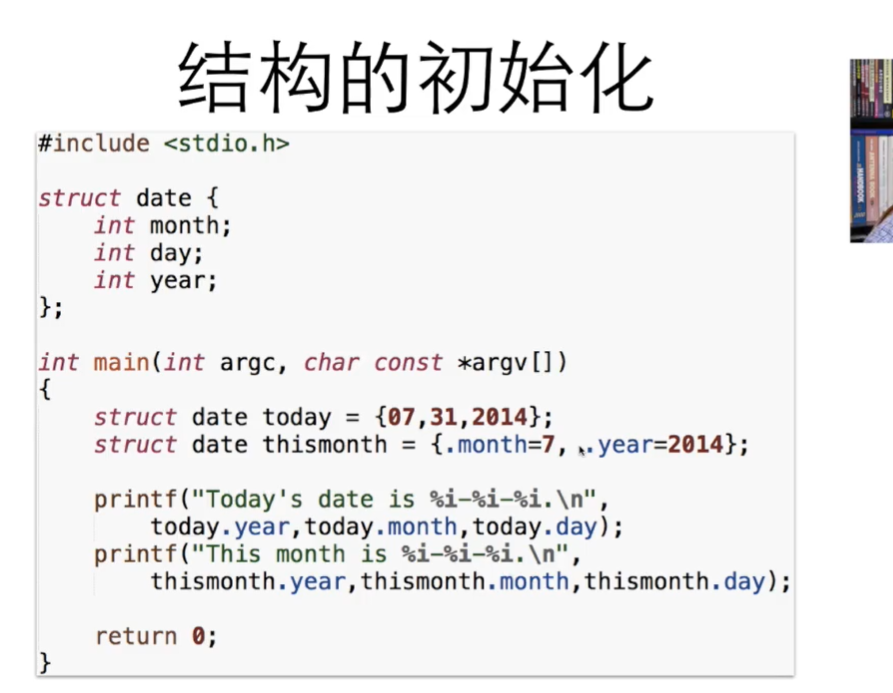 结构的初始化
#include <stdio.h>
struct date {
    int month;
    int day;
    int year;
};
int main(int argc, char const *argv[])
{
    struct date today = {07,31,2014};
    struct date thismonth = {.month=7, .year=2014};
    printf("Today's date is %i-%i-%i.\n",
        today.year,today.month,today.day);
    printf("This month is %i-%i-%i.\n",
        thismonth.year,thismonth.month,thismonth.day);
    return 0;
}